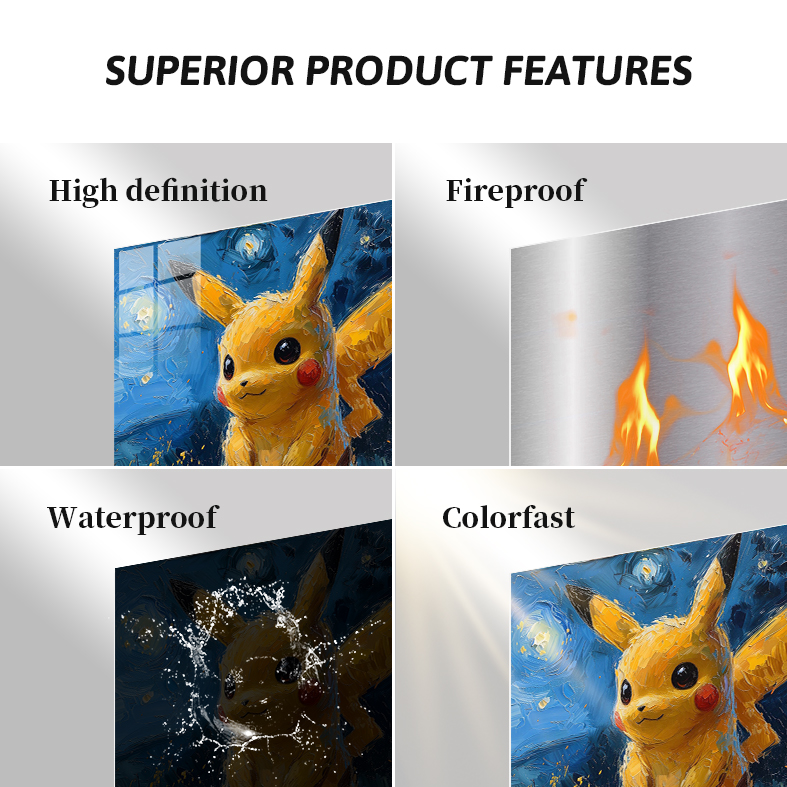 SUPERIOR PRODUCT FEATURES
High definition
Fireproof
Waterproof
Colorfast